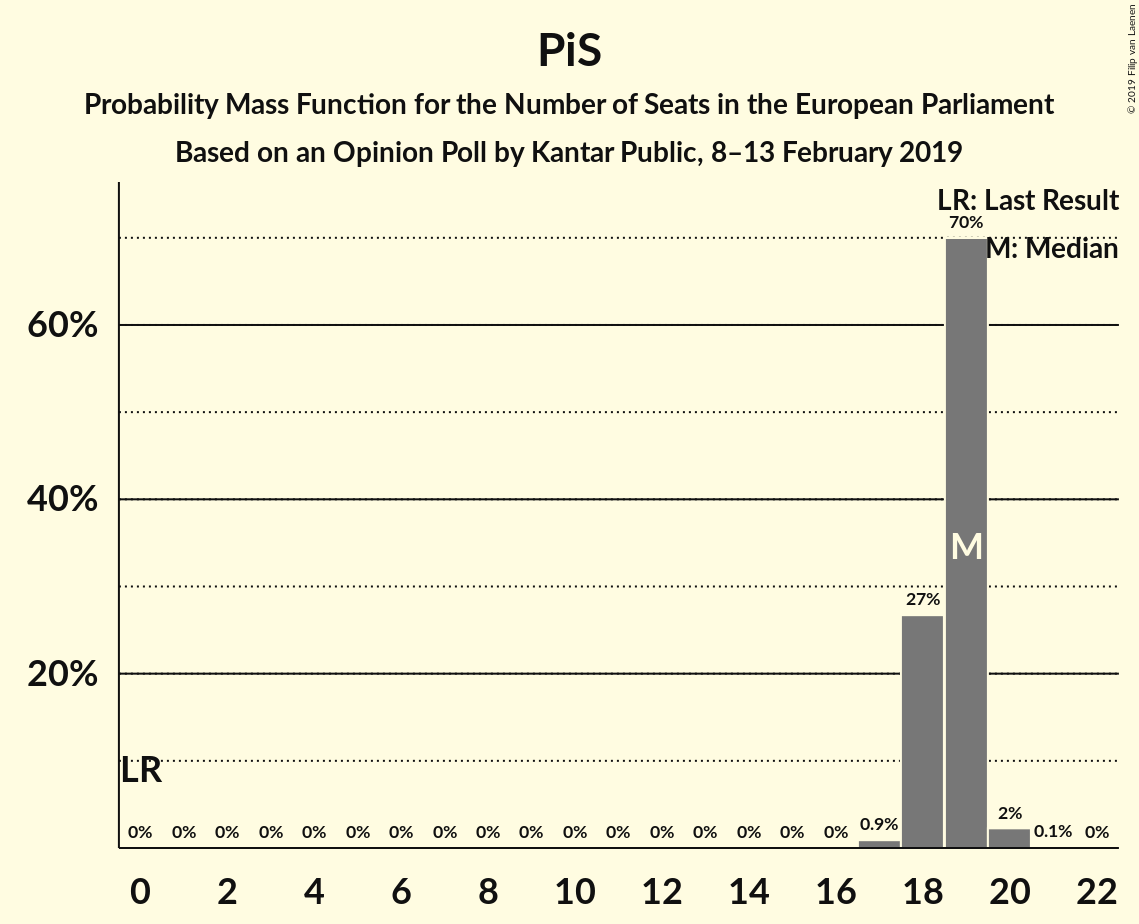 PiS
Probability Mass Function for the Number of Seats in the European Parliament
Based on an Opinion Poll by Kantar Public, 8–13 February 2019
© 2019 Filip van Laenen
LR: Last Result
M: Median
70%
60%
40%
M
27%
20%
LR
0% 0% 0% 0% 0% 0% 0% 0% 0% 0% 0% 0% 0% 0% 0% 0% 0% 0.9% 2% 0.1% 0%
0 2 4 6 8 10 12 14 16 18 20 22